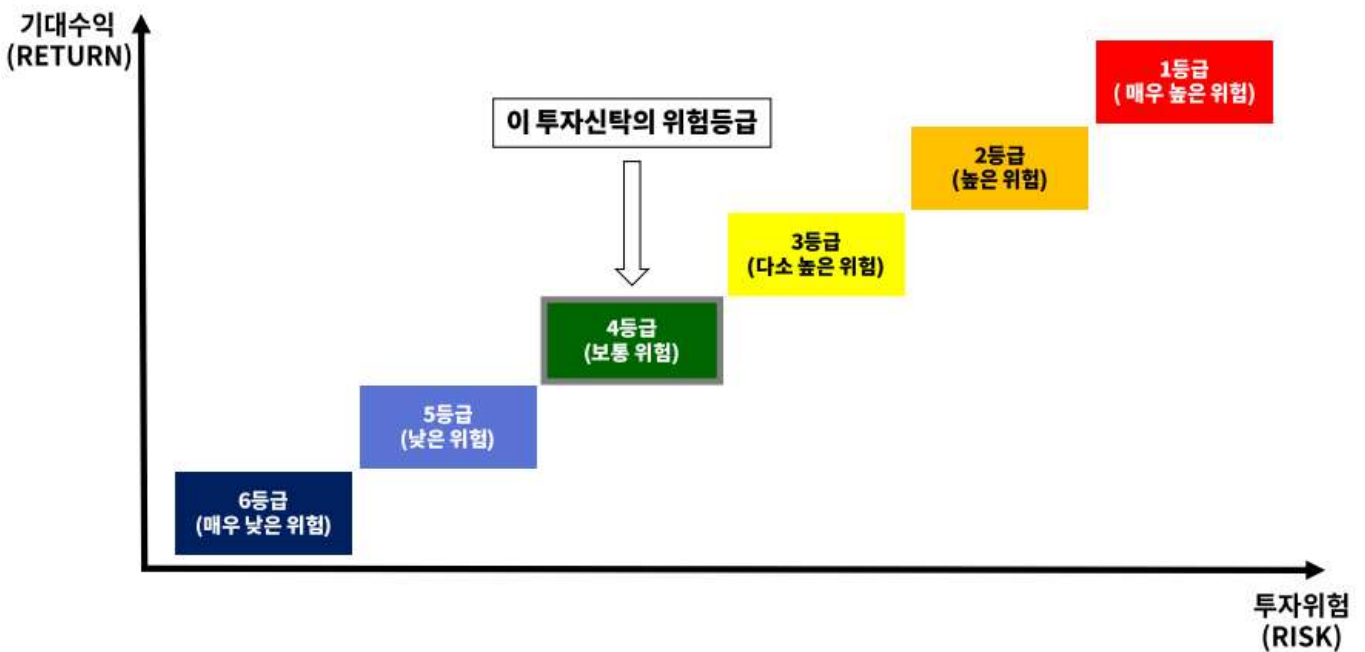 기대수익
(RETURN)
1등급
( 매우 높은 위험)
이 투자신탁의 위험등급
2등급
(높은 위험)
3등급
(다소 높은 위험)
4등급
(보통 위험)
5등급
(낮은 위험)
6등급
(매우 낮은 위험)
투자위험
(RISK)